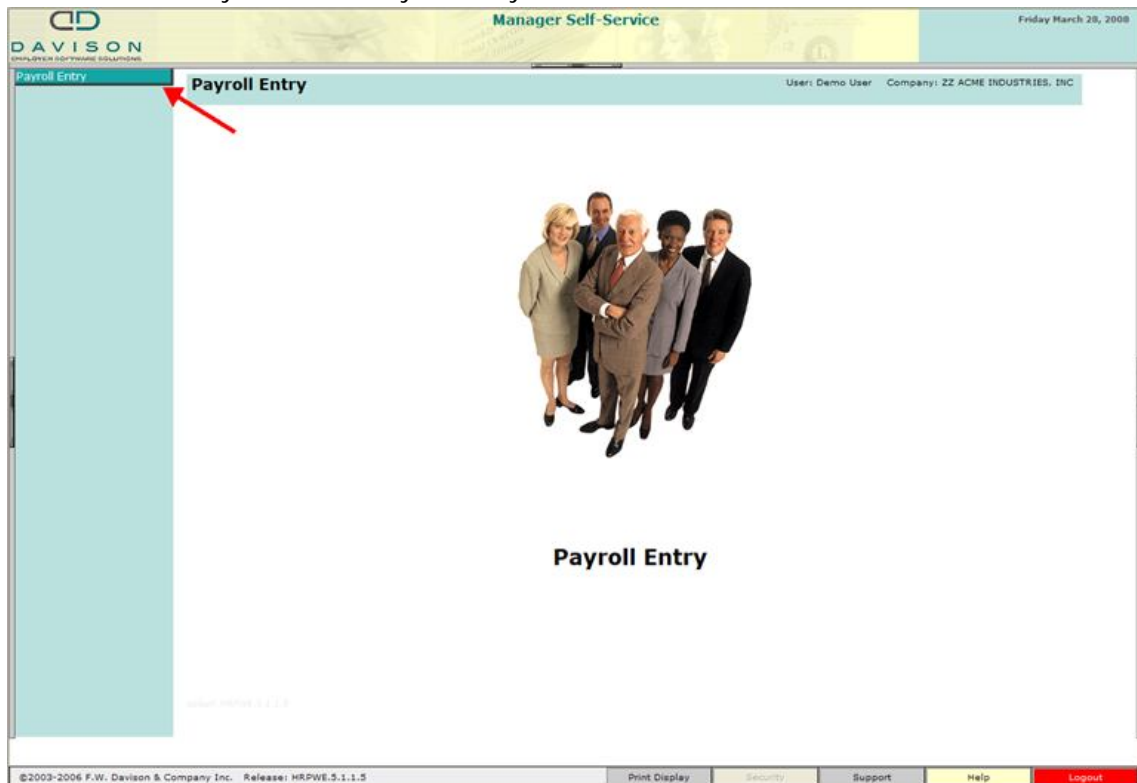 DAVISON
EMPLOYER SOFTWARE SOLUTIONS
Manager Self-Service
Friday March 28, 2008
Payroll Entry
Payroll Entry
User: Demo User Company: ZZ ACME INDUSTRIES, INC
Payroll Entry
©2003-2006 F.W. Davison & Company Inc. Release: HRPWE.5.1.1.5
Print Display
Security
Support
Help
Logout